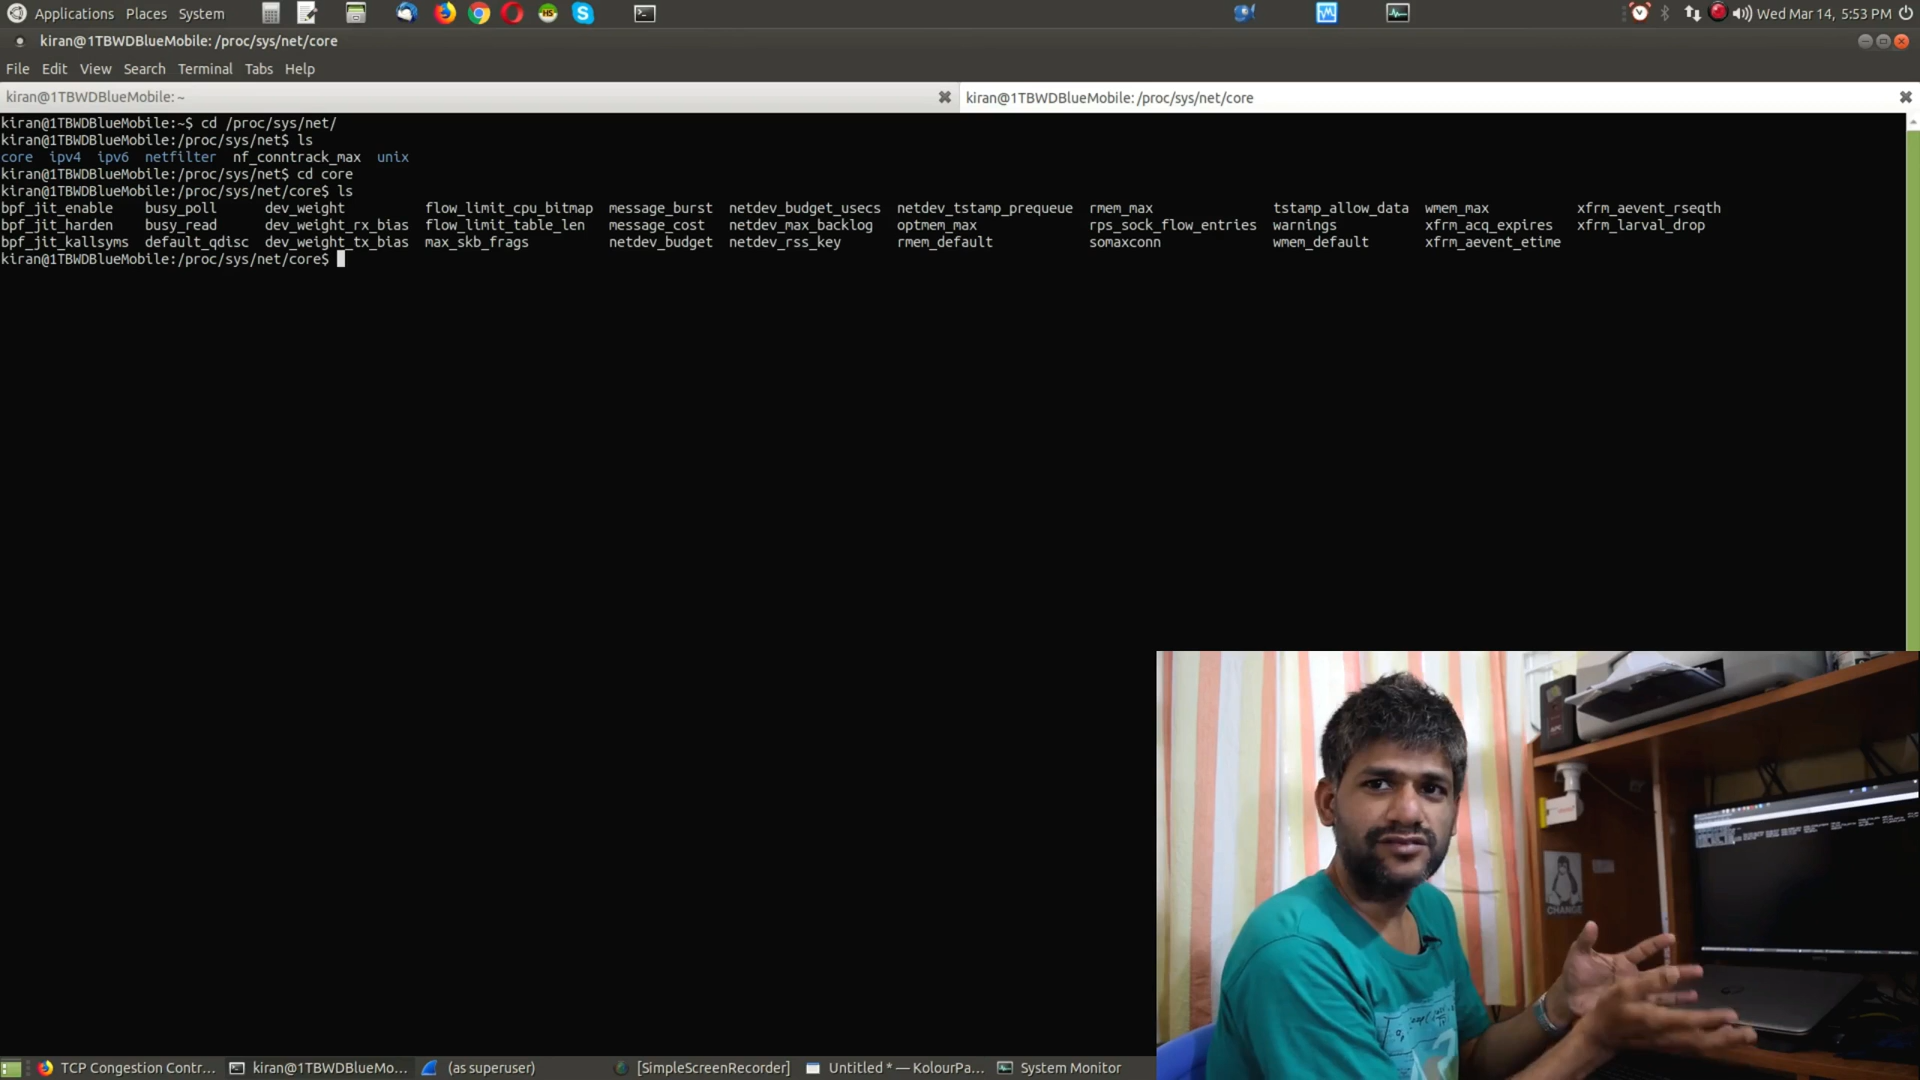 Applications Places System Wed Mar 14, 5:53 PM
kiran@1TBWDBlueMobile: /proc/sys/net/core
File Edit View Search Terminal Tabs Help
kiran@1TBWDBlueMobile: ~ kiran@1TBWDBlueMobile: /proc/sys/net/core
kiran@1TBWDBlueMobile:~$ cd /proc/sys/net/
kiran@1TBWDBlueMobile:/proc/sys/net$ ls
core ipv4 ipv6 netfilter nf_conntrack_max unix
kiran@1TBWDBlueMobile:/proc/sys/net$ cd core
kiran@1TBWDBlueMobile:/proc/sys/net/core$ ls
bpf_jit_enable busy_poll dev_weight flow_limit_cpu_bitmap message_burst netdev_budget_usecs netdev_tstamp_prequeue rmem_max tstamp_allow_data wmem_max xfrm_aevent_rseqth
bpf_jit_harden busy_read dev_weight_rx_bias flow_limit_table_len message_cost netdev_max_backlog optmem_max rps_sock_flow_entries warnings xfrm_acq_expires xfrm_larval_drop
bpf_jit_kallsyms default_qdisc dev_weight_tx_bias max_skb_frags netdev_budget netdev_rss_key rmem_default somaxconn wmem_default xfrm_aevent_etime
kiran@1TBWDBlueMobile:/proc/sys/net/core$
CHANGE
TCP Congestion Contr... kiran@1TBWDBlueMo... (as superuser) [SimpleScreenRecorder] Untitled * — KolourPa... System Monitor